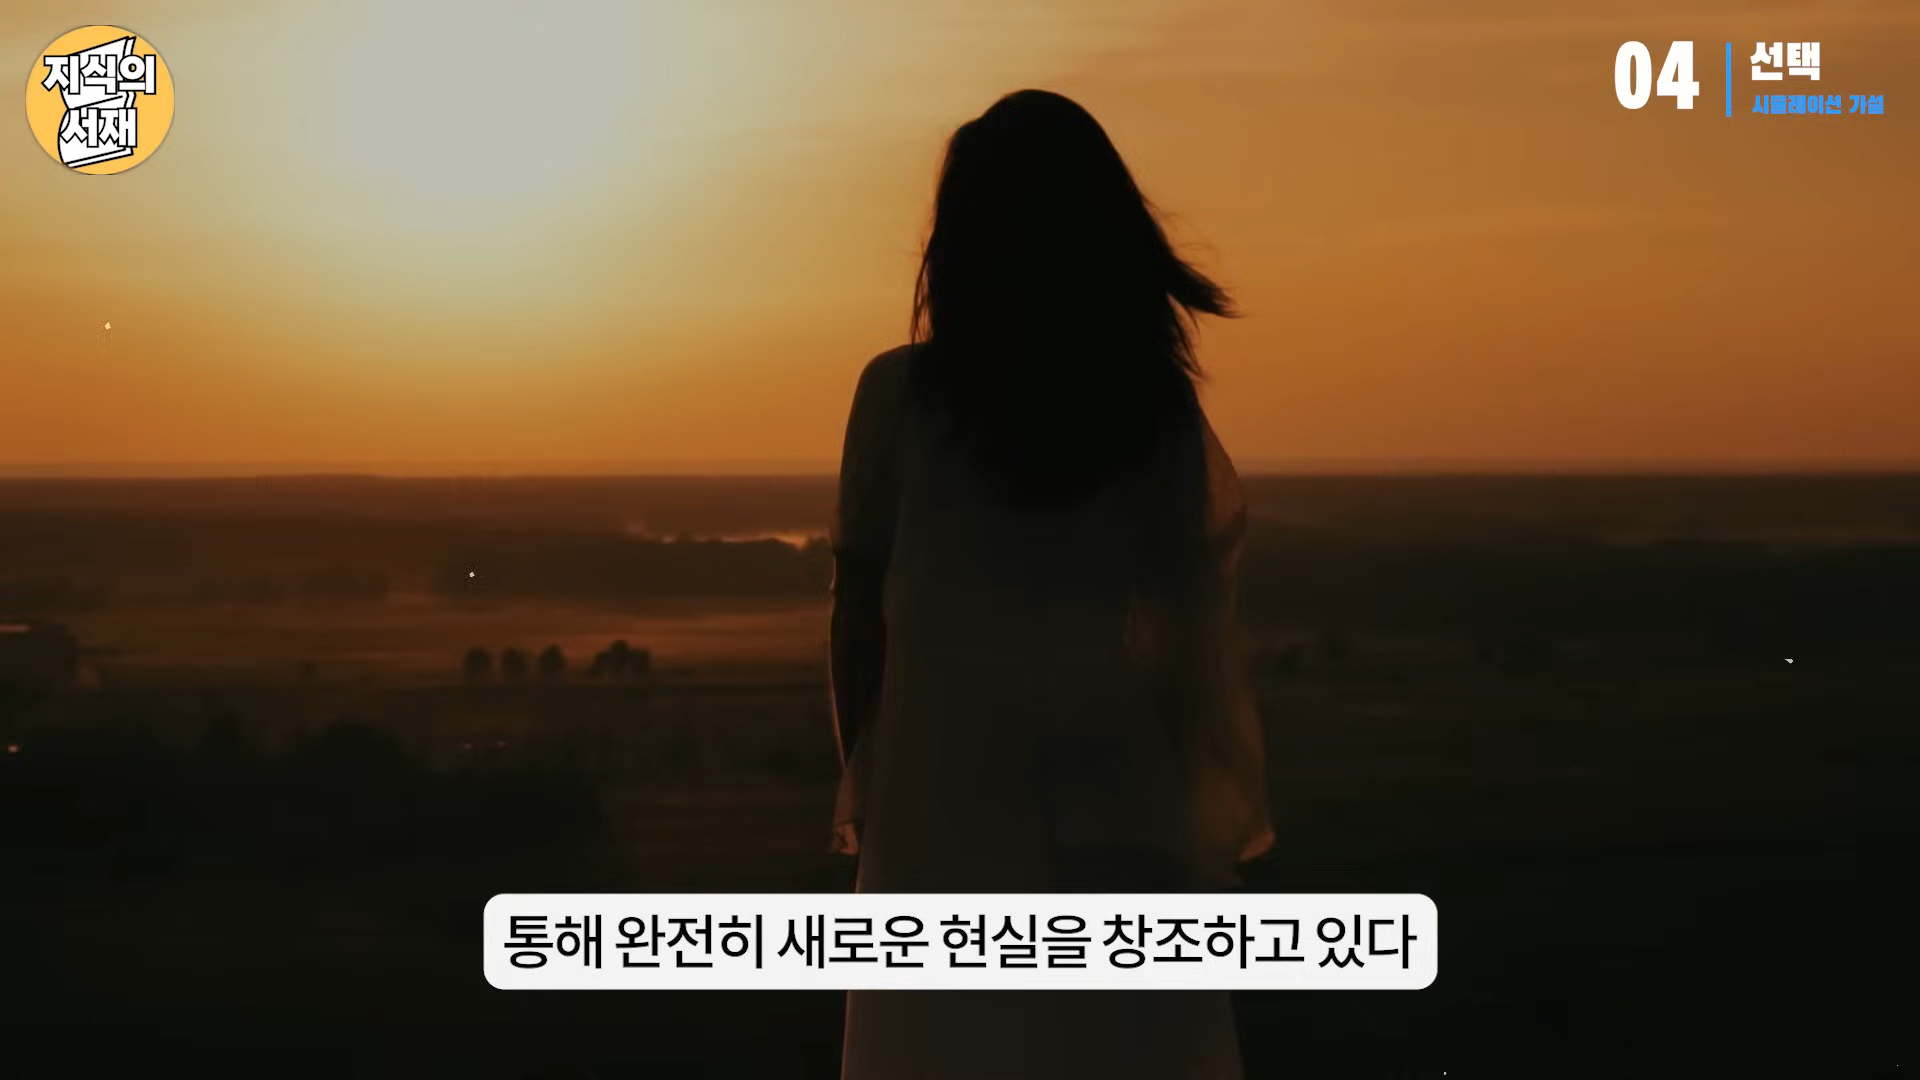 지식의
서재
04
선택
시뮬레이션 가설
통해 완전히 새로운 현실을 창조하고 있다